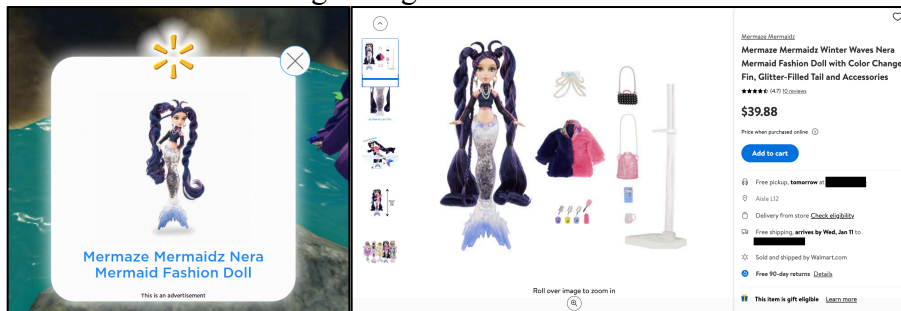 Mermaze Mermaidz Nera
Mermaid Fashion Doll
This is an advertisement
Roll over image to zoom in
Mermaze Mermaidz
Mermaze Mermaidz Winter Waves Nera
Mermaid Fashion Doll with Color Change
Fin, Glitter-Filled Tail and Accessories
(4.7) 10 reviews
$39.88
Price when purchased online
Add to cart
Free pickup, tomorrow at
Aisle L12
Delivery from store Check eligibility
Free shipping, arrives by Wed, Jan 11 to
Sold and shipped by Walmart.com
Free 90-day returns Details
This item is gift eligible Learn more